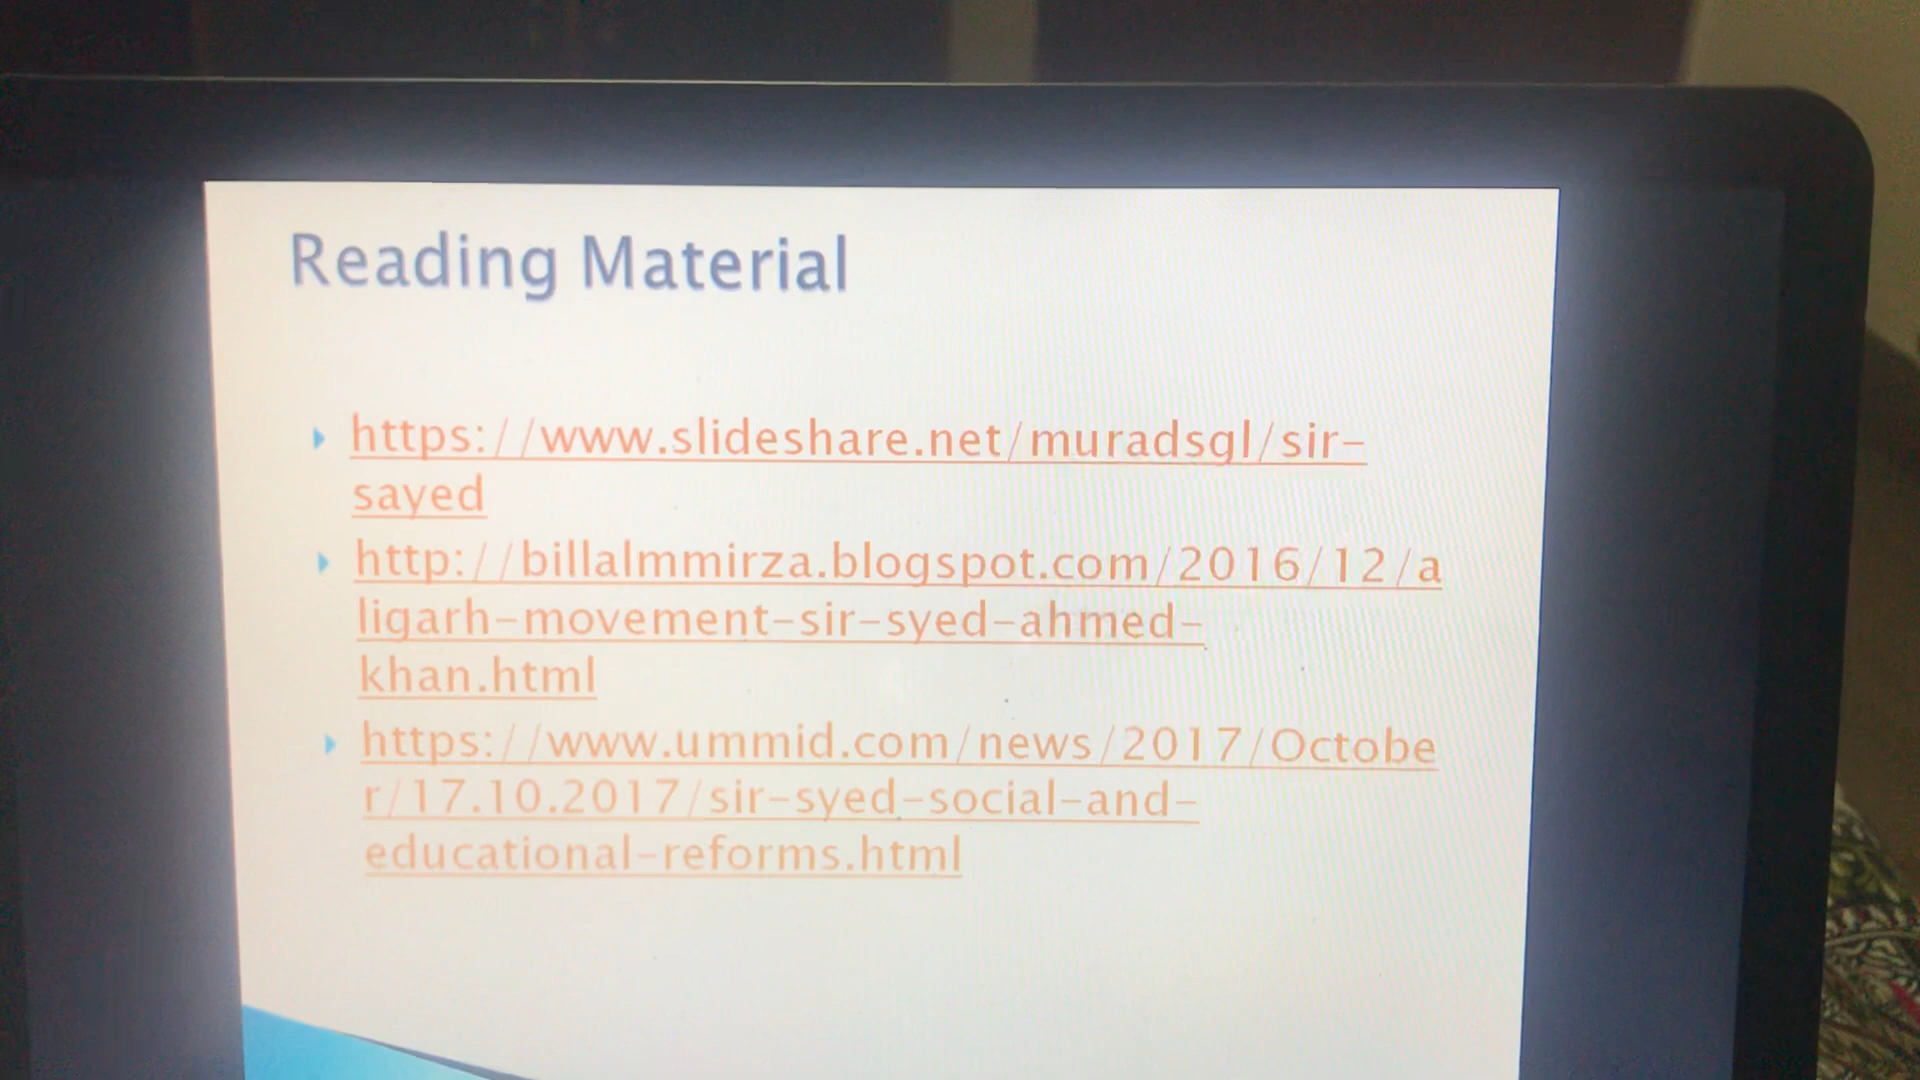 Reading Material
https://www.slideshare.net/muradsgl/sir-
sayed
http://billalmmirza.blogspot.com/2016/12/a
ligarh-movement-sir-syed-ahmed-
khan.html
https://www.ummid.com/news/2017/Octobe
r/17.10.2017/sir-syed-social-and-
educational-reforms.html